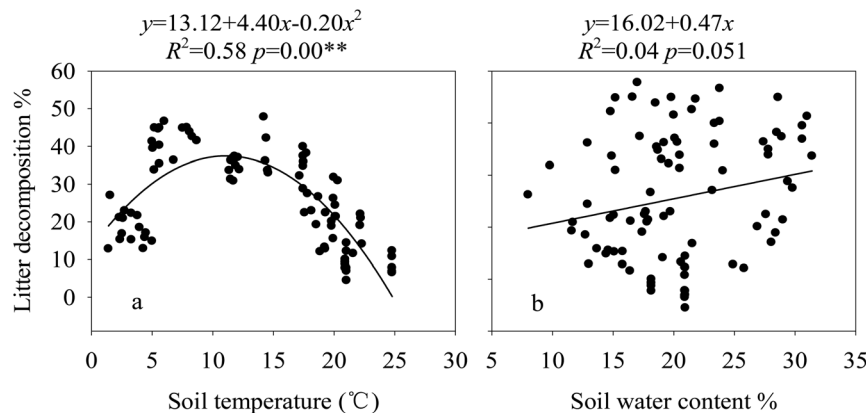 y=13.12+4.40x-0.20x²
R²=0.58 p=0.00**
y=16.02+0.47x
R²=0.04 p=0.051
Litter decomposition %
60
50
40
30
20
10
0
a
b
0 5 10 15 20 25 30
5 10 15 20 25 30 35
Soil temperature (℃)
Soil water content %